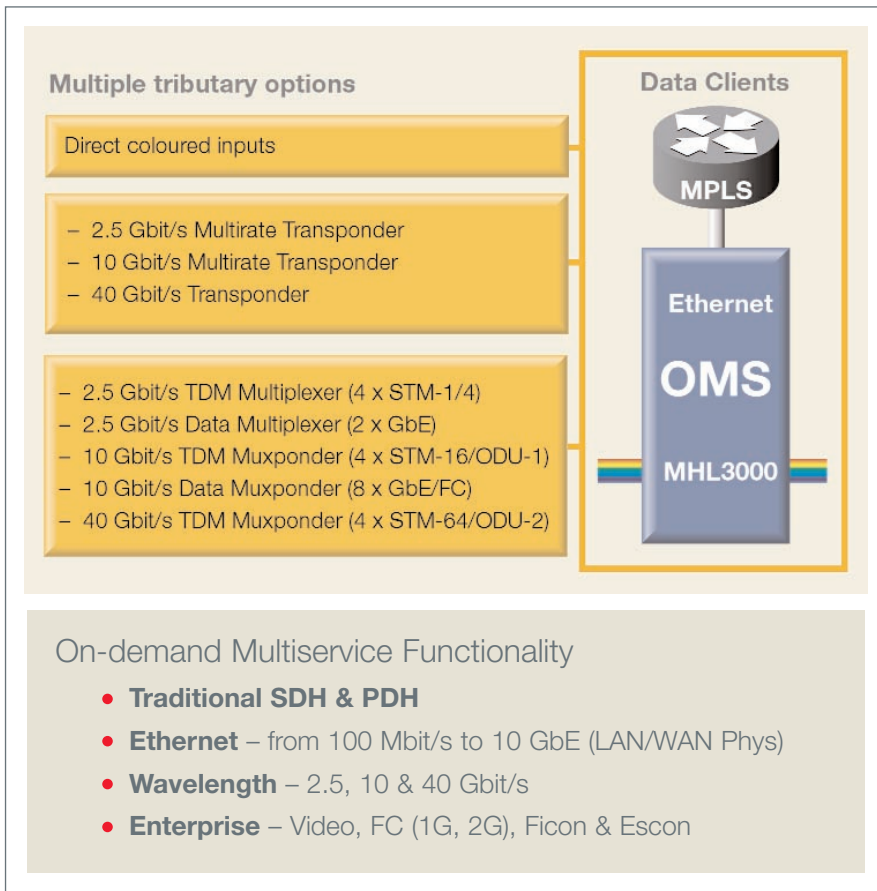 Multiple tributary options
Direct coloured inputs
– 2.5 Gbit/s Multirate Transponder
– 10 Gbit/s Multirate Transponder
– 40 Gbit/s Transponder
– 2.5 Gbit/s TDM Multiplexer (4 x STM-1/4)
– 2.5 Gbit/s Data Multiplexer (2 x GbE)
– 10 Gbit/s TDM Muxponder (4 x STM-16/ODU-1)
– 10 Gbit/s Data Muxponder (8 x GbE/FC)
– 40 Gbit/s TDM Muxponder (4 x STM-64/ODU-2)
Data Clients
MPLS
Ethernet
OMS
MHL3000
On-demand Multiservice Functionality
• Traditional SDH & PDH
• Ethernet – from 100 Mbit/s to 10 GbE (LAN/WAN Phys)
• Wavelength – 2.5, 10 & 40 Gbit/s
• Enterprise – Video, FC (1G, 2G), Ficon & Escon